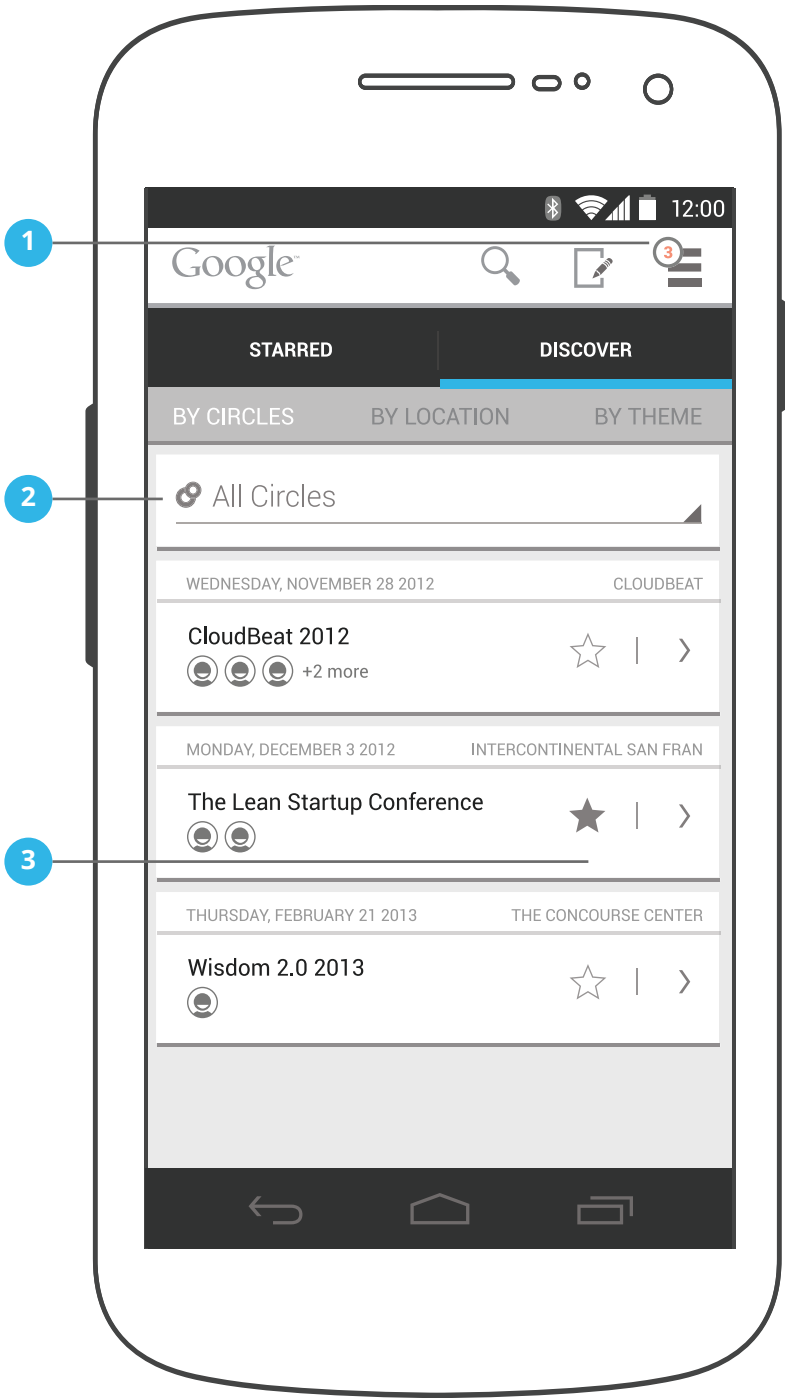 12:00
1
Google™
3
STARRED
DISCOVER
BY CIRCLES
BY LOCATION
BY THEME
2
All Circles
WEDNESDAY, NOVEMBER 28 2012
CLOUDBEAT
CloudBeat 2012
+2 more
MONDAY, DECEMBER 3 2012
INTERCONTINENTAL SAN FRAN
The Lean Startup Conference
3
THURSDAY, FEBRUARY 21 2013
THE CONCOURSE CENTER
Wisdom 2.0 2013